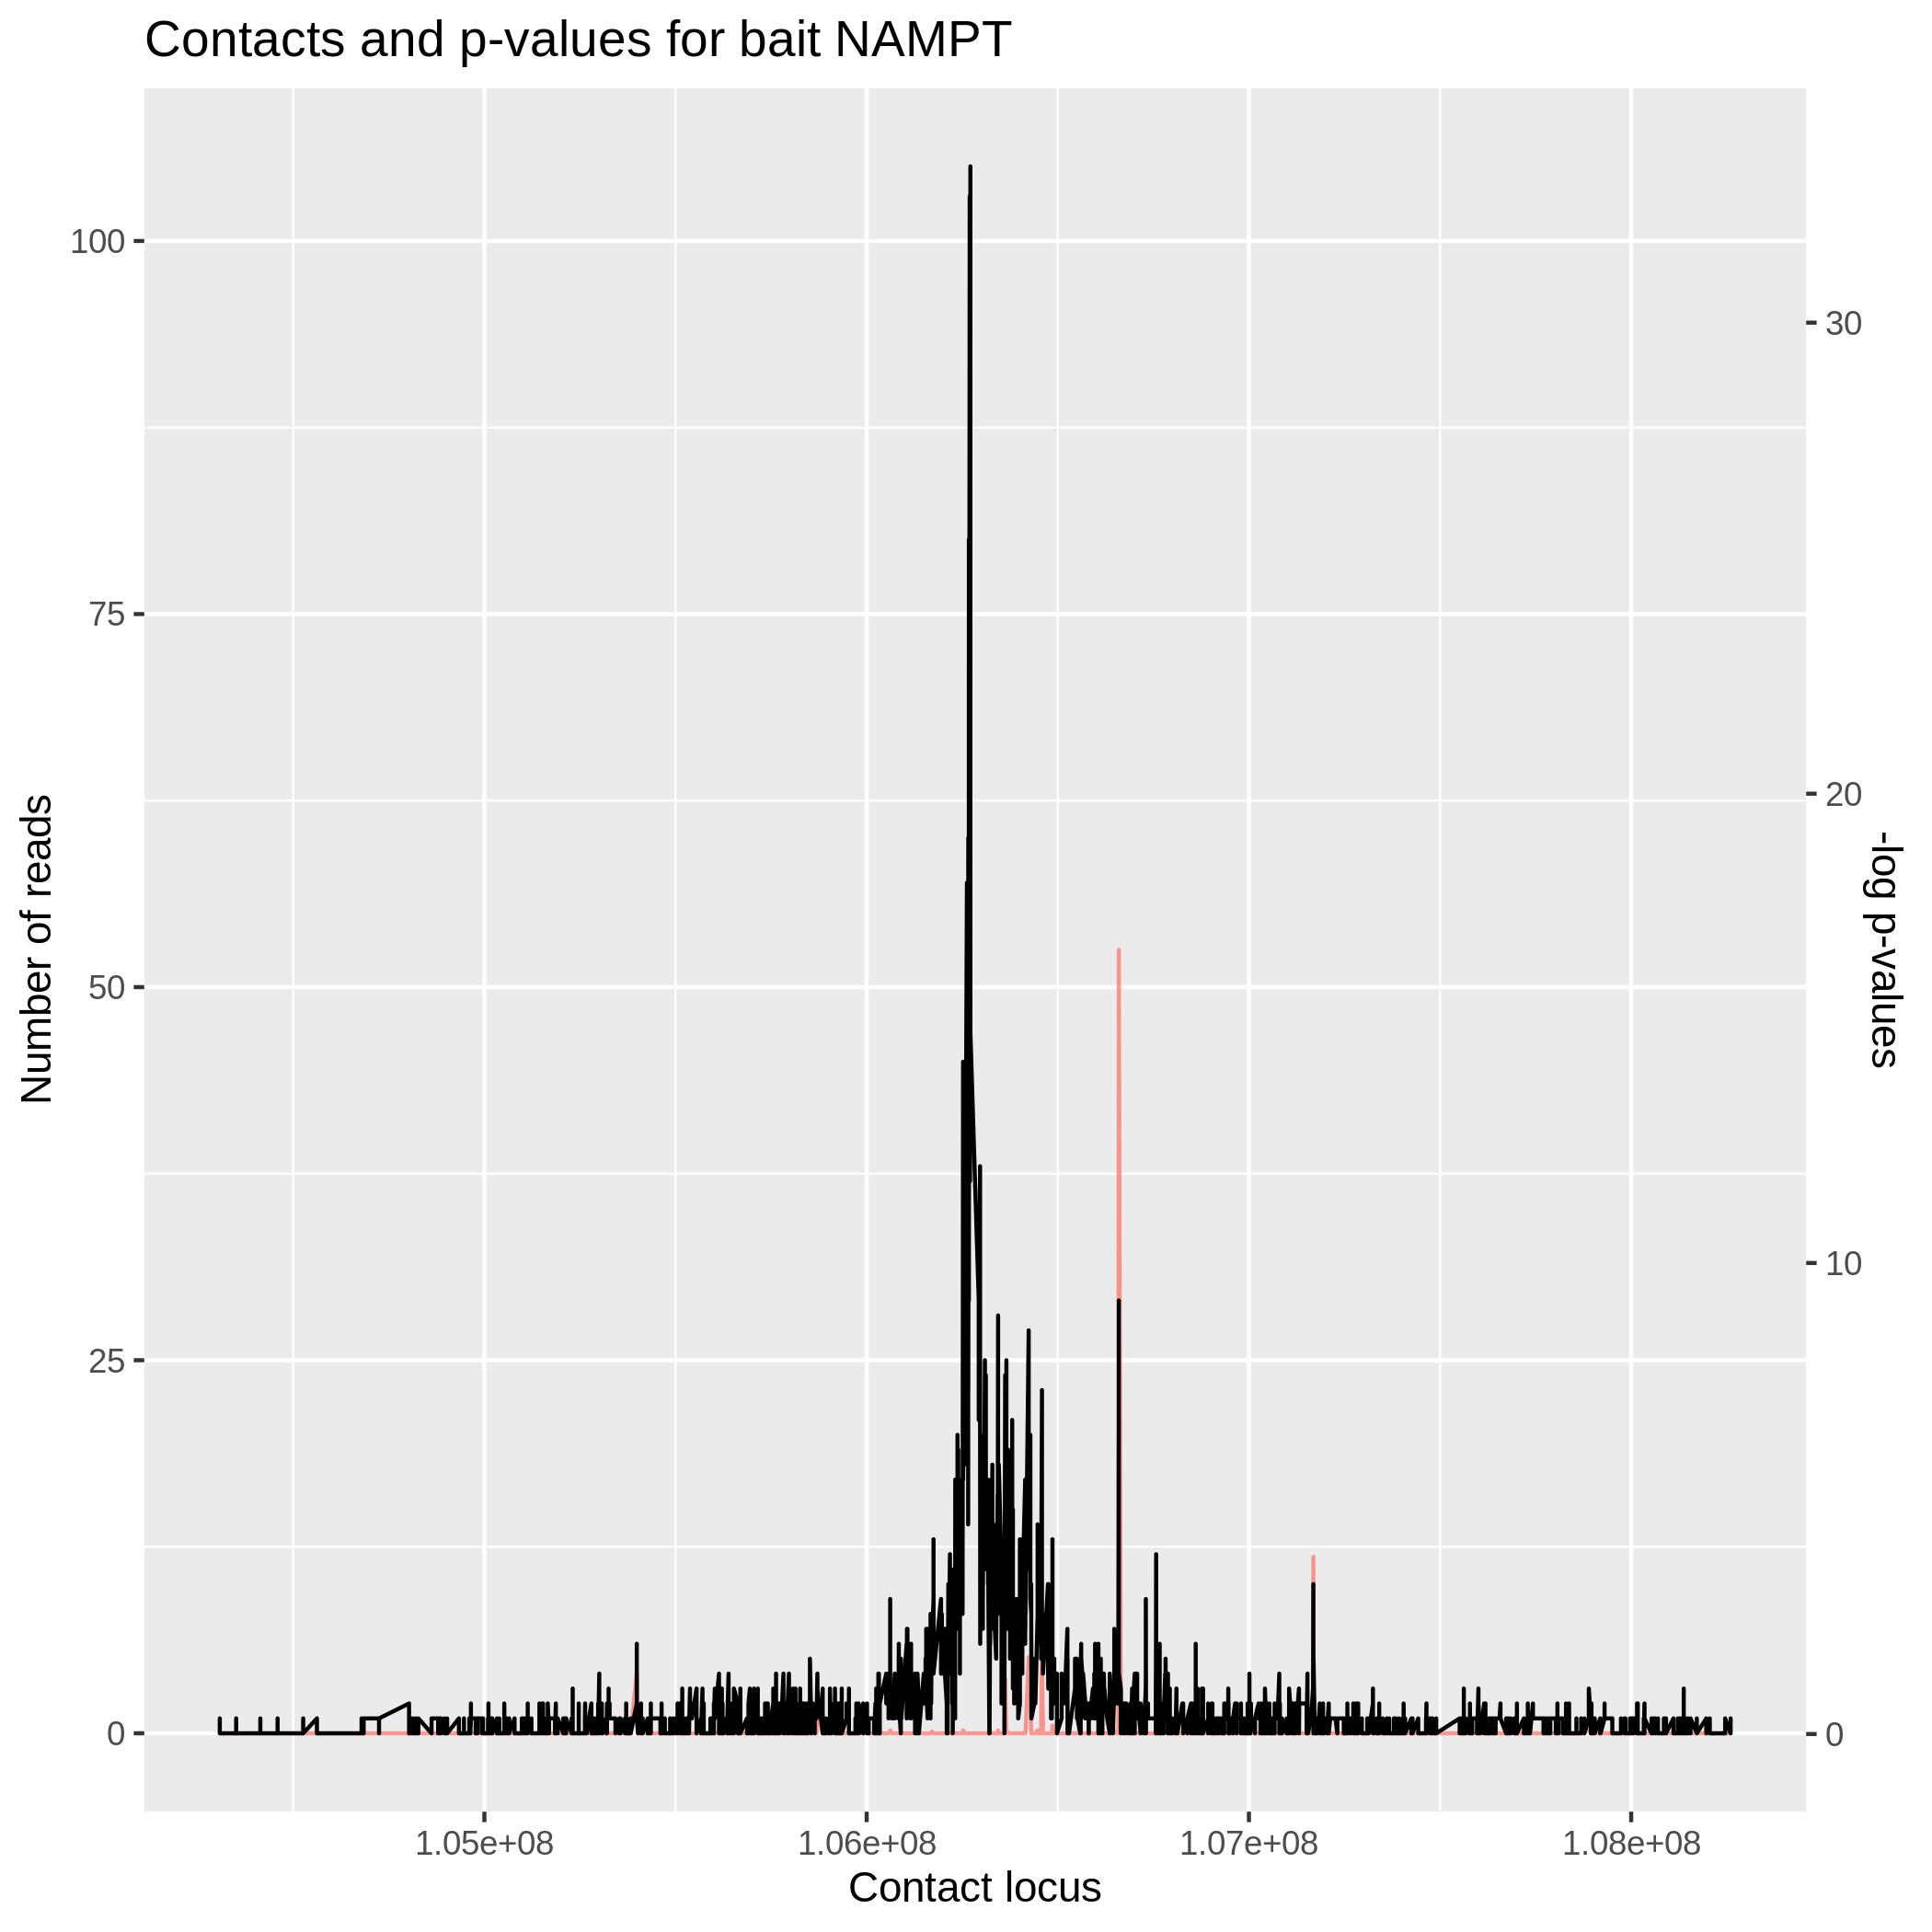 Contacts and p-values for bait NAMPT
100
75
50
25
0
Number of reads
30
20
10
0
-log p-values
1.05e+08
1.06e+08
1.07e+08
1.08e+08
Contact locus